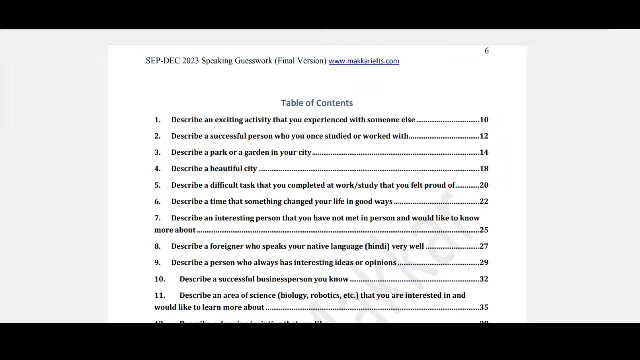 6
SEP-DEC 2023 Speaking Guesswork (Final Version) www.makkarielts.com
Table of Contents
1. Describe an exciting activity that you experienced with someone else ........................10
2. Describe a successful person who you once studied or worked with..........................12
3. Describe a park or a garden in your city..............................................................14
4. Describe a beautiful city..................................................................................18
5. Describe a difficult task that you completed at work/study that you felt proud of.........20
6. Describe a time that something changed your life in good ways ................................22
7. Describe an interesting person that you have not met in person and would like to know
more about ........................................................................................................25
8. Describe a foreigner who speaks your native language (hindi) very well ....................27
9. Describe a person who always has interesting ideas or opinions ...............................29
10. Describe a successful businessperson you know ..................................................32
11. Describe an area of science (biology, robotics, etc.) that you are interested in and
would like to learn more about ..............................................................................35
Makkar